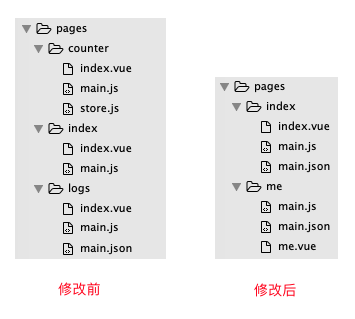 pages
counter
index.vue
main.js
store.js
index
index.vue
main.js
logs
index.vue
main.js
main.json
修改前
pages
index
index.vue
main.js
main.json
me
main.js
main.json
me.vue
修改后